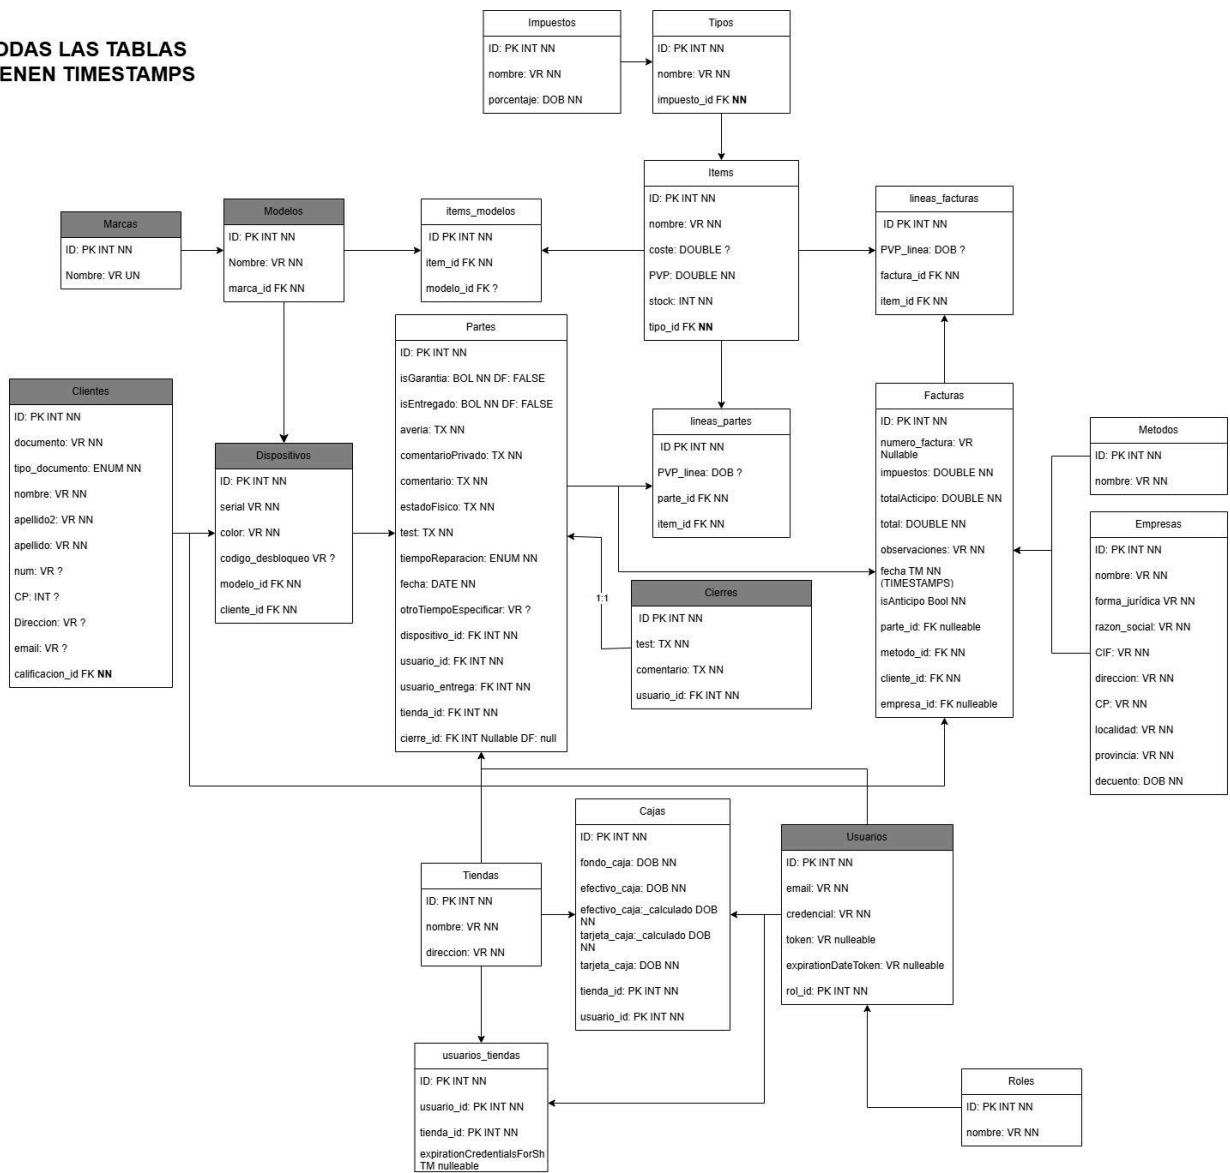 ODAS LAS TABLAS
ENEN TIMESTAMPS
Impuestos
ID: PK INT NN
nombre: VR NN
porcentaje: DOB NN
Tipos
ID: PK INT NN
nombre: VR NN
impuesto_id FK NN
Items
ID: PK INT NN
nombre: VR NN
coste: DOUBLE ?
PVP: DOUBLE NN
stock: INT NN
tipo_id FK NN
lineas_facturas
ID PK INT NN
PVP_linea: DOB ?
factura_id FK NN
item_id FK NN
Marcas
ID: PK INT NN
Nombre: VR UN
Modelos
ID: PK INT NN
Nombre: VR NN
marca_id FK NN
items_modelos
ID PK INT NN
item_id FK NN
modelo_id FK ?
Partes
ID: PK INT NN
isGarantia: BOL NN DF: FALSE
isEntregado: BOL NN DF: FALSE
averia: TX NN
comentarioPrivado: TX NN
comentario: TX NN
estadoFisico: TX NN
test: TX NN
tiempoReparacion: ENUM NN
fecha: DATE NN
otroTiempoEspecificar: VR ?
dispositivo_id: FK INT NN
usuario_id: FK INT NN
usuario_entrega: FK INT NN
tienda_id: FK INT NN
cierre_id: FK INT Nullable DF: null
Clientes
ID: PK INT NN
documento: VR NN
tipo_documento: ENUM NN
nombre: VR NN
apellido2: VR NN
apellido: VR NN
num: VR ?
CP: INT ?
Direccion: VR ?
email: VR ?
calificacion_id FK NN
Dispositivos
ID: PK INT NN
serial VR NN
color: VR NN
codigo_desbloqueo VR ?
modelo_id FK NN
cliente_id FK NN
lineas_partes
ID PK INT NN
PVP_linea: DOB ?
parte_id FK NN
item_id FK NN
1:1
Cierres
ID PK INT NN
test: TX NN
comentario: TX NN
usuario_id: FK INT NN
Facturas
ID: PK INT NN
numero_factura: VR
Nullable
impuestos: DOUBLE NN
totalActicipo: DOUBLE NN
total: DOUBLE NN
observaciones: VR NN
fecha TM NN
(TIMESTAMPS)
isAnticipo Bool NN
parte_id: FK nulleable
metodo_id: FK NN
cliente_id: FK NN
empresa_id: FK nulleable
Metodos
ID: PK INT NN
nombre: VR NN
Empresas
ID: PK INT NN
nombre: VR NN
forma_jurídica VR NN
razon_social: VR NN
CIF: VR NN
direccion: VR NN
CP: VR NN
localidad: VR NN
provincia: VR NN
decuento: DOB NN
Cajas
ID: PK INT NN
fondo_caja: DOB NN
efectivo_caja: DOB NN
efectivo_caja:_calculado DOB
NN
tarjeta_caja:_calculado DOB
NN
tarjeta_caja: DOB NN
tienda_id: PK INT NN
usuario_id: PK INT NN
Usuarios
ID: PK INT NN
email: VR NN
credencial: VR NN
token: VR nulleable
expirationDateToken: VR nulleable
rol_id: PK INT NN
Tiendas
ID: PK INT NN
nombre: VR NN
direccion: VR NN
usuarios_tiendas
ID: PK INT NN
usuario_id: PK INT NN
tienda_id: PK INT NN
expirationCredentialsForSh
TM nulleable
Roles
ID: PK INT NN
nombre: VR NN